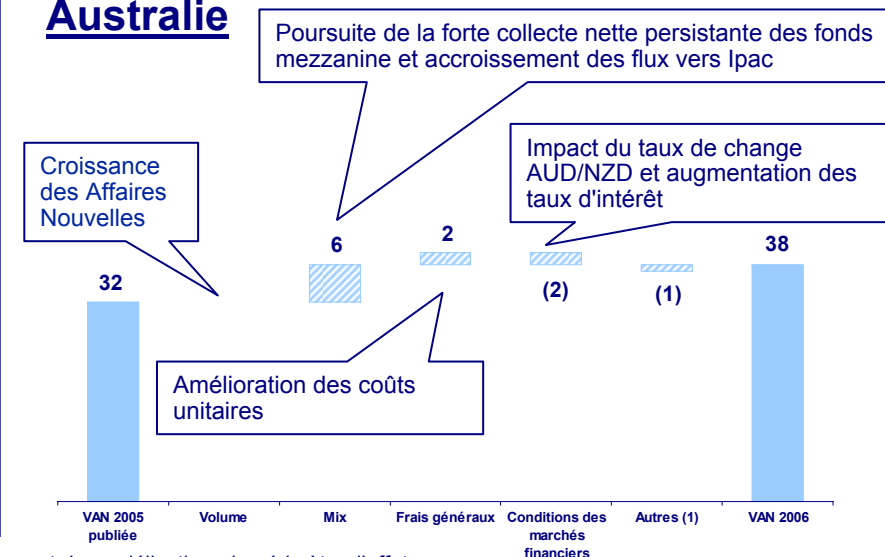 Australie
Poursuite de la forte collecte nette persistante des fonds
mezzanine et accroissement des flux vers Ipac
Croissance
des Affaires
Nouvelles
Impact du taux de change
AUD/NZD et augmentation des
taux d'intérêt
32
6
2
(2)
(1)
38
Amélioration des coûts
unitaires
VAN 2005
publiée
Volume
Mix
Frais généraux
Conditions des
marchés
financiers
Autres (1)
VAN 2006